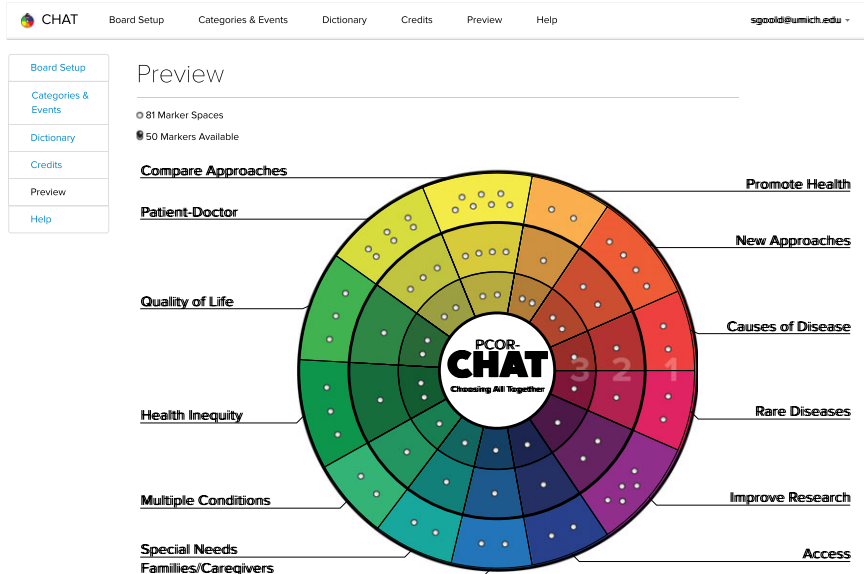 CHAT
Board Setup
Categories & Events
Dictionary
Credits
Preview
Help
sgoold@umich.edu
Board Setup
Categories &
Events
Dictionary
Credits
Preview
Help
Preview
81 Marker Spaces
50 Markers Available
Compare Approaches
Promote Health
Patient-Doctor
New Approaches
Quality of Life
Causes of Disease
PCOR-
CHAT
Choosing All Together
3 2 1
Health Inequity
Rare Diseases
Multiple Conditions
Improve Research
Special Needs
Access
Families/Caregivers